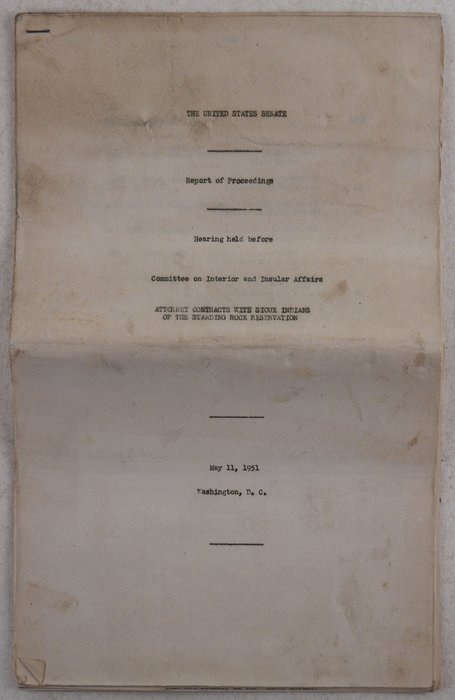 THE UNITED STATES SENATE
Report of Proceedings
Hearing held before
Committee on Interior and Insular Affairs
ATTORNEY CONTRACTS WITH SIOUX INDIANS
OF THE STANDING ROCK RESERVATION
May 11, 1951
Washington, D. C.